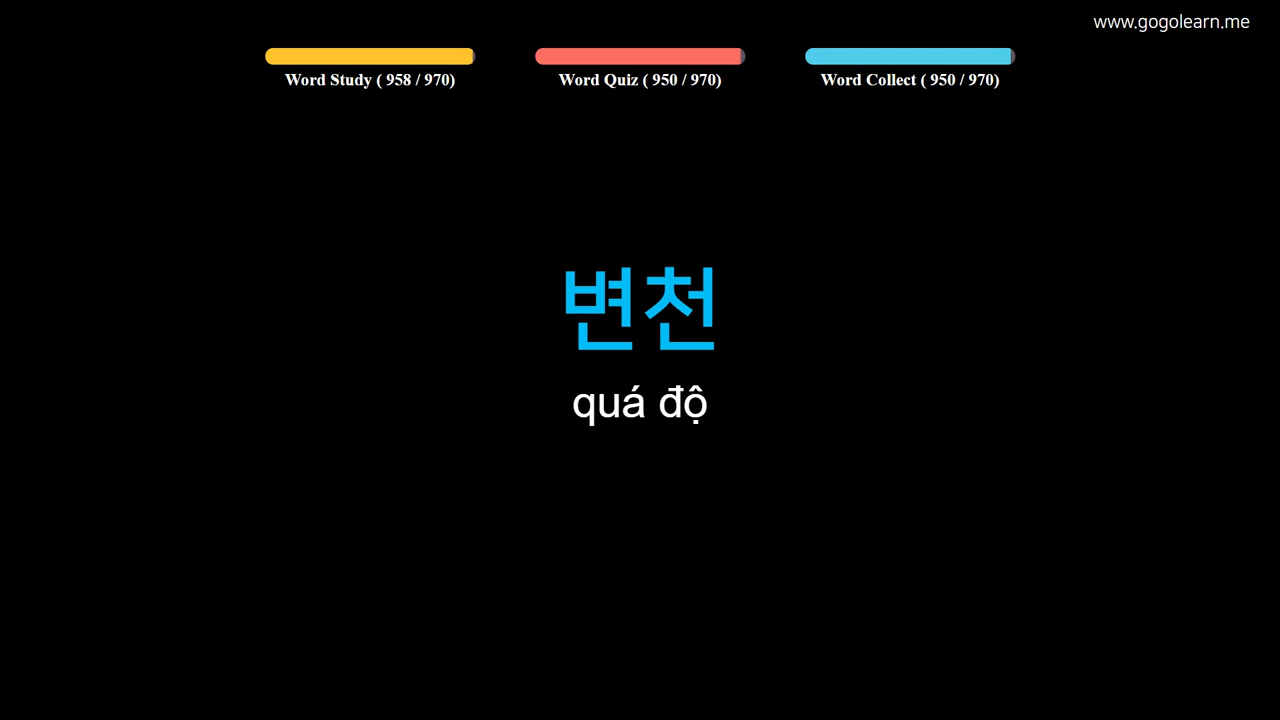 www.gogolearn.me
Word Study ( 958 / 970)
Word Quiz ( 950 / 970)
Word Collect ( 950 / 970)
변천
quá độ